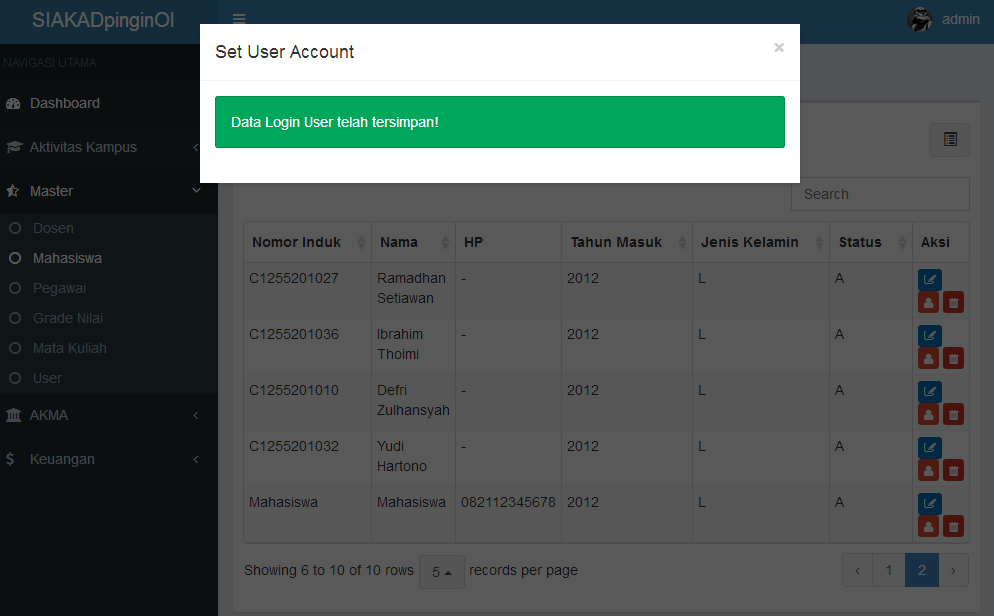 SIAKADpinginOl
admin
Set User Account
×
Data Login User telah tersimpan!
NAVIGASI UTAMA
Dashboard
Aktivitas Kampus
Master
Dosen
Mahasiswa
Pegawai
Grade Nilai
Mata Kuliah
User
AKMA
Keuangan
Search
Nomor Induk Nama HP Tahun Masuk Jenis Kelamin Status Aksi
C1255201027 Ramadhan - 2012 L A
Setiawan
C1255201036 Ibrahim - 2012 L A
Thoimi
C1255201010 Defri - 2012 L A
Zulhansyah
C1255201032 Yudi - 2012 L A
Hartono
Mahasiswa Mahasiswa 082112345678 2012 L A
Showing 6 to 10 of 10 rows 5 records per page
‹ 1 2 ›